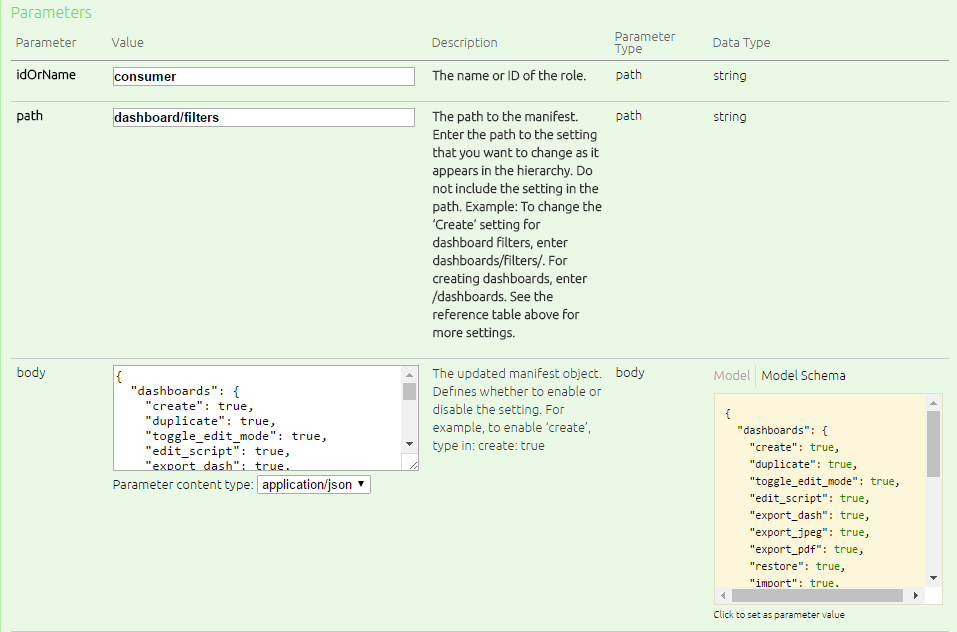 Parameters
Parameter Value Description Parameter Type Data Type
idOrName consumer The name or ID of the role. path string
path dashboard/filters The path to the manifest. path string
Enter the path to the setting
that you want to change as it
appears in the hierarchy. Do
not include the setting in the
path. Example: To change the
‘Create’ setting for
dashboard filters, enter
dashboards/filters/. For
creating dashboards, enter
/dashboards. See the
reference table above for
more settings.
body
{
"dashboards": {
"create": true,
"duplicate": true,
"toggle_edit_mode": true,
"edit_script": true,
"export_dash": true,
Parameter content type: application/json
The updated manifest object.
Defines whether to enable or
disable the setting. For
example, to enable ‘create’,
type in: create: true
body
Model Model Schema
{
"dashboards": {
"create": true,
"duplicate": true,
"toggle_edit_mode": true,
"edit_script": true,
"export_dash": true,
"export_jpeg": true,
"export_pdf": true,
"restore": true,
"import": true,
Click to set as parameter value